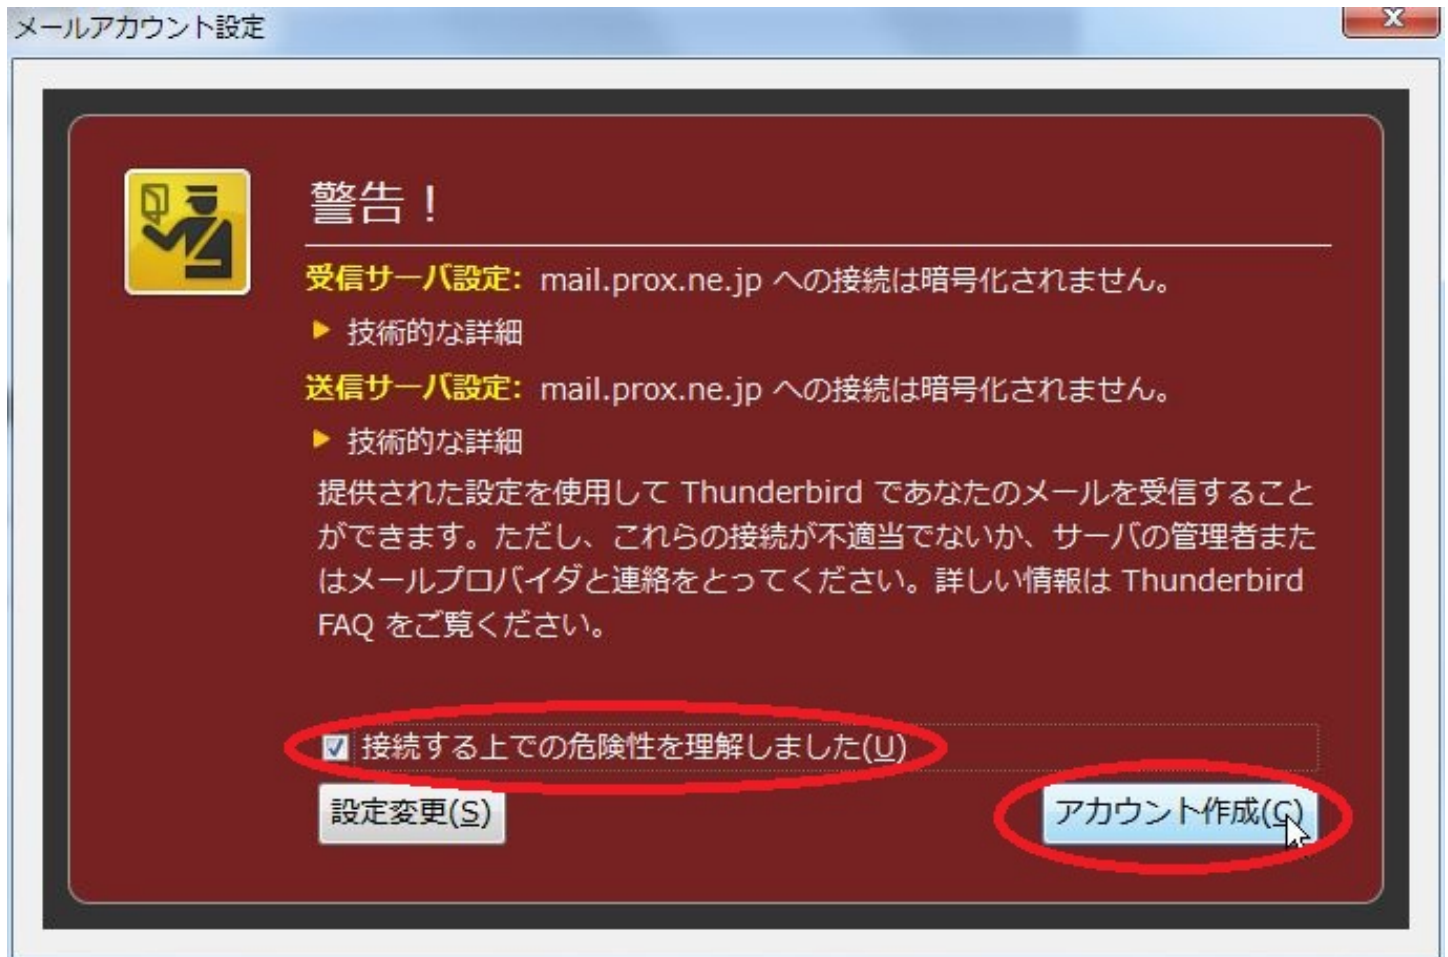 メールアカウント設定
警告！
受信サーバ設定: mail.prox.ne.jp への接続は暗号化されません。
技術的な詳細
送信サーバ設定: mail.prox.ne.jp への接続は暗号化されません。
技術的な詳細
提供された設定を使用して Thunderbird であなたのメールを受信すること
ができます。ただし、これらの接続が不適当でないか、サーバの管理者また
はメールプロバイダと連絡をとってください。詳しい情報は Thunderbird
FAQ をご覧ください。
接続する上での危険性を理解しました(U)
設定変更(S)
アカウント作成(C)